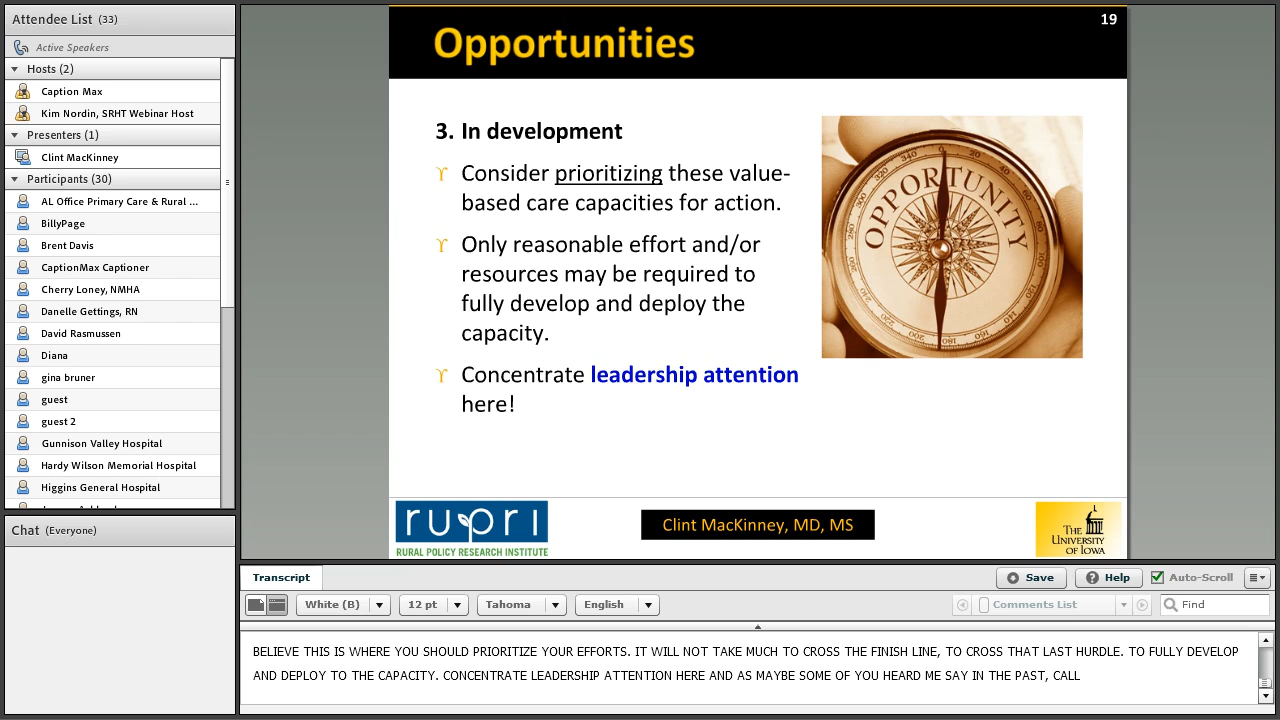 Attendee List (33)
Active Speakers
Hosts (2)
Caption Max
Kim Nordin, SRHT Webinar Host
Presenters (1)
Clint MacKinney
Participants (30)
AL Office Primary Care & Rural ...
BillyPage
Brent Davis
CaptionMax Captioner
Cherry Loney, NMHA
Danelle Gettings, RN
David Rasmussen
Diana
gina bruner
guest
guest 2
Gunnison Valley Hospital
Hardy Wilson Memorial Hospital
Higgins General Hospital
Chat (Everyone)
19
Opportunities
3. In development
Consider prioritizing these value-
based care capacities for action.
Only reasonable effort and/or
resources may be required to
fully develop and deploy the
capacity.
Concentrate leadership attention
here!
OPPORTUNITY
rupri
RURAL POLICY RESEARCH INSTITUTE
Clint MacKinney, MD, MS
THE
UNIVERSITY
OF IOWA
Transcript
Save
Help
Auto-Scroll
White (B)
12 pt
Tahoma
English
Comments List
Find
BELIEVE THIS IS WHERE YOU SHOULD PRIORITIZE YOUR EFFORTS. IT WILL NOT TAKE MUCH TO CROSS THE FINISH LINE, TO CROSS THAT LAST HURDLE. TO FULLY DEVELOP
AND DEPLOY TO THE CAPACITY. CONCENTRATE LEADERSHIP ATTENTION HERE AND AS MAYBE SOME OF YOU HEARD ME SAY IN THE PAST, CALL